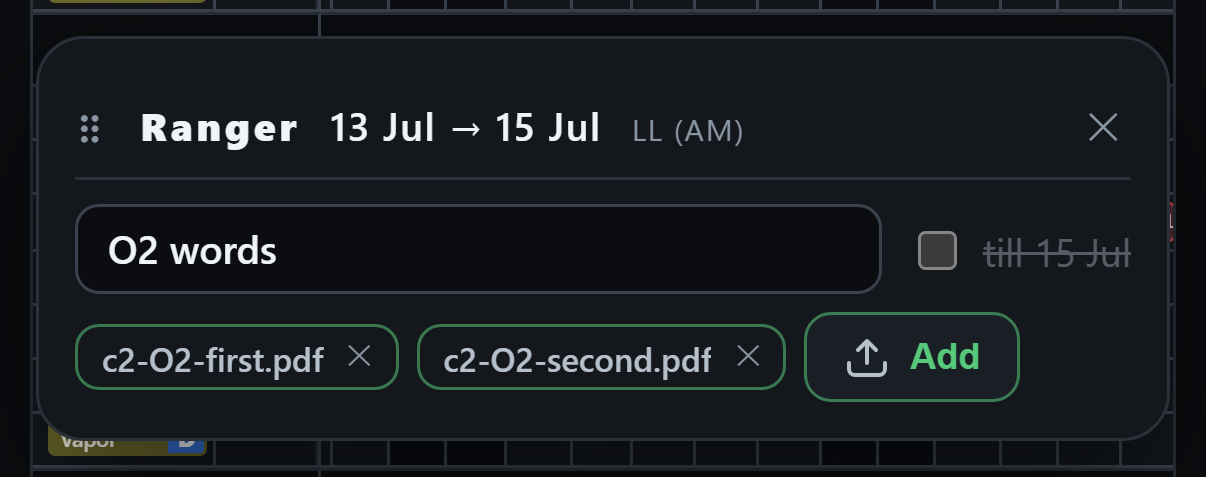 Ranger 13 Jul → 15 Jul LL (AM)
O2 words
till 15 Jul
c2-O2-first.pdf
c2-O2-second.pdf
Add
Vapor